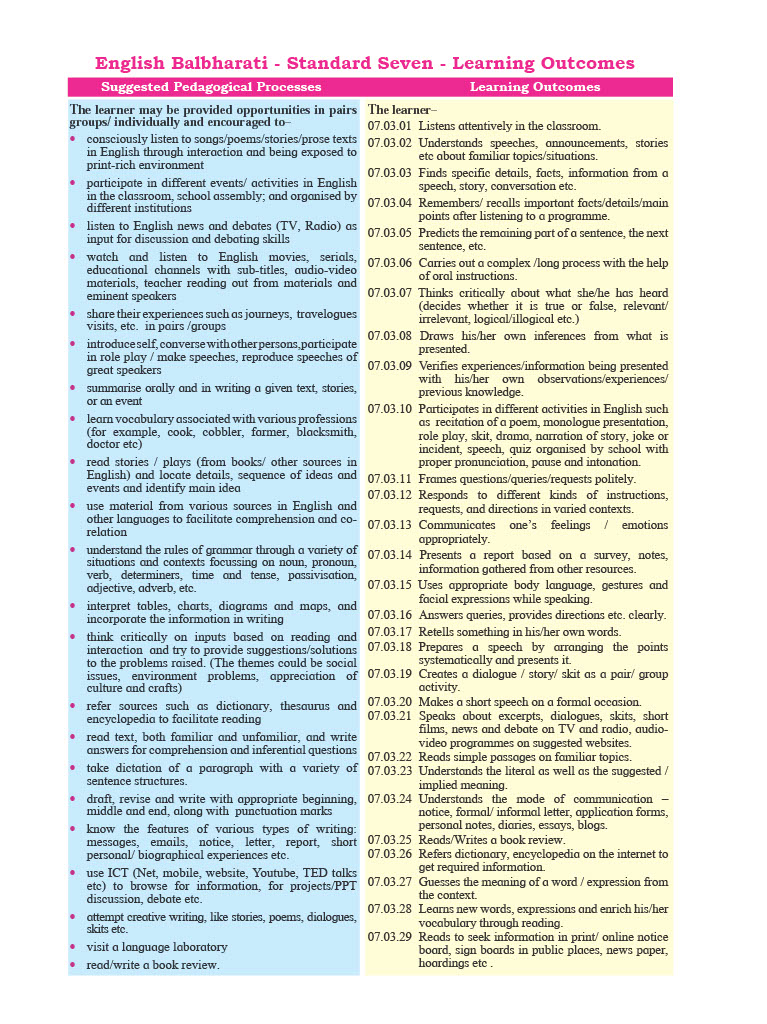 English Balbharati - Standard Seven - Learning Outcomes
Suggested Pedagogical Processes
The learner may be provided opportunities in pairs
groups/ individually and encouraged to–
• consciously listen to songs/poems/stories/prose texts
in English through interaction and being exposed to
print-rich environment
• participate in different events/ activities in English
in the classroom, school assembly; and organised by
different institutions
• listen to English news and debates (TV, Radio) as
input for discussion and debating skills
• watch and listen to English movies, serials,
educational channels with sub-titles, audio-video
materials, teacher reading out from materials and
eminent speakers
• share their experiences such as journeys, travelogues
visits, etc. in pairs /groups
• introduce self, converse with other persons, participate
in role play / make speeches, reproduce speeches of
great speakers
• summarise orally and in writing a given text, stories,
or an event
• learn vocabulary associated with various professions
(for example, cook, cobbler, farmer, blacksmith,
doctor etc)
• read stories / plays (from books/ other sources in
English) and locate details, sequence of ideas and
events and identify main idea
• use material from various sources in English and
other languages to facilitate comprehension and co-
relation
• understand the rules of grammar through a variety of
situations and contexts focussing on noun, pronoun,
verb, determiners, time and tense, passivisation,
adjective, adverb, etc.
• interpret tables, charts, diagrams and maps, and
incorporate the information in writing
• think critically on inputs based on reading and
interaction and try to provide suggestions/solutions
to the problems raised. (The themes could be social
issues, environment problems, appreciation of
culture and crafts)
• refer sources such as dictionary, thesaurus and
encyclopedia to facilitate reading
• read text, both familiar and unfamiliar, and write
answers for comprehension and inferential questions
• take dictation of a paragraph with a variety of
sentence structures.
• draft, revise and write with appropriate beginning,
middle and end, along with punctuation marks
• know the features of various types of writing:
messages, emails, notice, letter, report, short
personal/ biographical experiences etc.
• use ICT (Net, mobile, website, Youtube, TED talks
etc) to browse for information, for projects/PPT
discussion, debate etc.
• attempt creative writing, like stories, poems, dialogues,
skits etc.
• visit a language laboratory
• read/write a book review.
Learning Outcomes
The learner–
07.03.01 Listens attentively in the classroom.
07.03.02 Understands speeches, announcements, stories
etc about familiar topics/situations.
07.03.03 Finds specific details, facts, information from a
speech, story, conversation etc.
07.03.04 Remembers/ recalls important facts/details/main
points after listening to a programme.
07.03.05 Predicts the remaining part of a sentence, the next
sentence, etc.
07.03.06 Carries out a complex /long process with the help
of oral instructions.
07.03.07 Thinks critically about what she/he has heard
(decides whether it is true or false, relevant/
irrelevant, logical/illogical etc.)
07.03.08 Draws his/her own inferences from what is
presented.
07.03.09 Verifies experiences/information being presented
with his/her own observations/experiences/
previous knowledge.
07.03.10 Participates in different activities in English such
as recitation of a poem, monologue presentation,
role play, skit, drama, narration of story, joke or
incident, speech, quiz organised by school with
proper pronunciation, pause and intonation.
07.03.11 Frames questions/queries/requests politely.
07.03.12 Responds to different kinds of instructions,
requests, and directions in varied contexts.
07.03.13 Communicates one’s feelings / emotions
appropriately.
07.03.14 Presents a report based on a survey, notes,
information gathered from other resources.
07.03.15 Uses appropriate body language, gestures and
facial expressions while speaking.
07.03.16 Answers queries, provides directions etc. clearly.
07.03.17 Retells something in his/her own words.
07.03.18 Prepares a speech by arranging the points
systematically and presents it.
07.03.19 Creates a dialogue / story/ skit as a pair/ group
activity.
07.03.20 Makes a short speech on a formal occasion.
07.03.21 Speaks about excerpts, dialogues, skits, short
films, news and debate on TV and radio, audio-
video programmes on suggested websites.
07.03.22 Reads simple passages on familiar topics.
07.03.23 Understands the literal as well as the suggested /
implied meaning.
07.03.24 Understands the mode of communication –
notice, formal/ informal letter, application forms,
personal notes, diaries, essays, blogs.
07.03.25 Reads/Writes a book review.
07.03.26 Refers dictionary, encyclopedia on the internet to
get required information.
07.03.27 Guesses the meaning of a word / expression from
the context.
07.03.28 Learns new words, expressions and enrich his/her
vocabulary through reading.
07.03.29 Reads to seek information in print/ online notice
board, sign boards in public places, news paper,
hoardings etc .